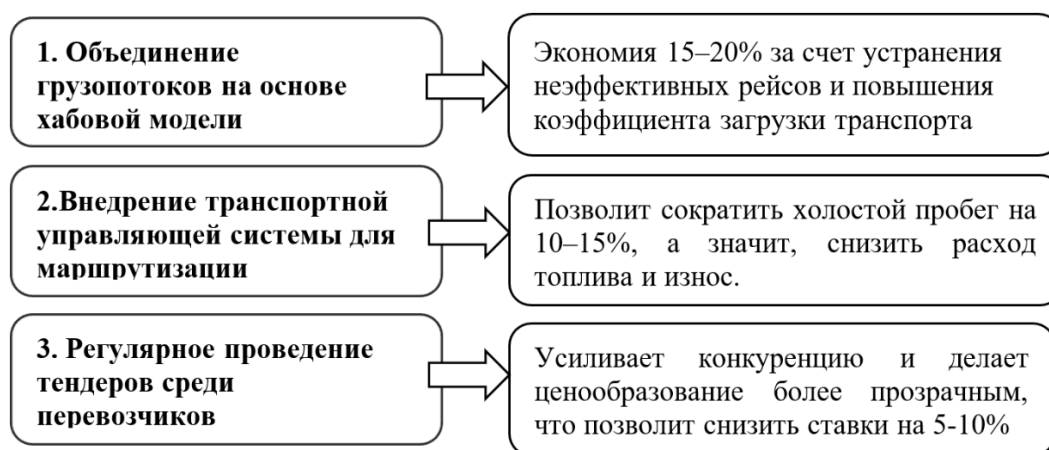 1. Объединение
грузопотоков на основе
хабовой модели
Экономия 15–20% за счет устранения
неэффективных рейсов и повышения
коэффициента загрузки транспорта
2.Внедрение транспортной
управляющей системы для
маршрутизации
Позволит сократить холостой пробег на
10–15%, а значит, снизить расход
топлива и износ.
3. Регулярное проведение
тендеров среди
перевозчиков
Усиливает конкуренцию и делает
ценообразование более прозрачным,
что позволит снизить ставки на 5-10%